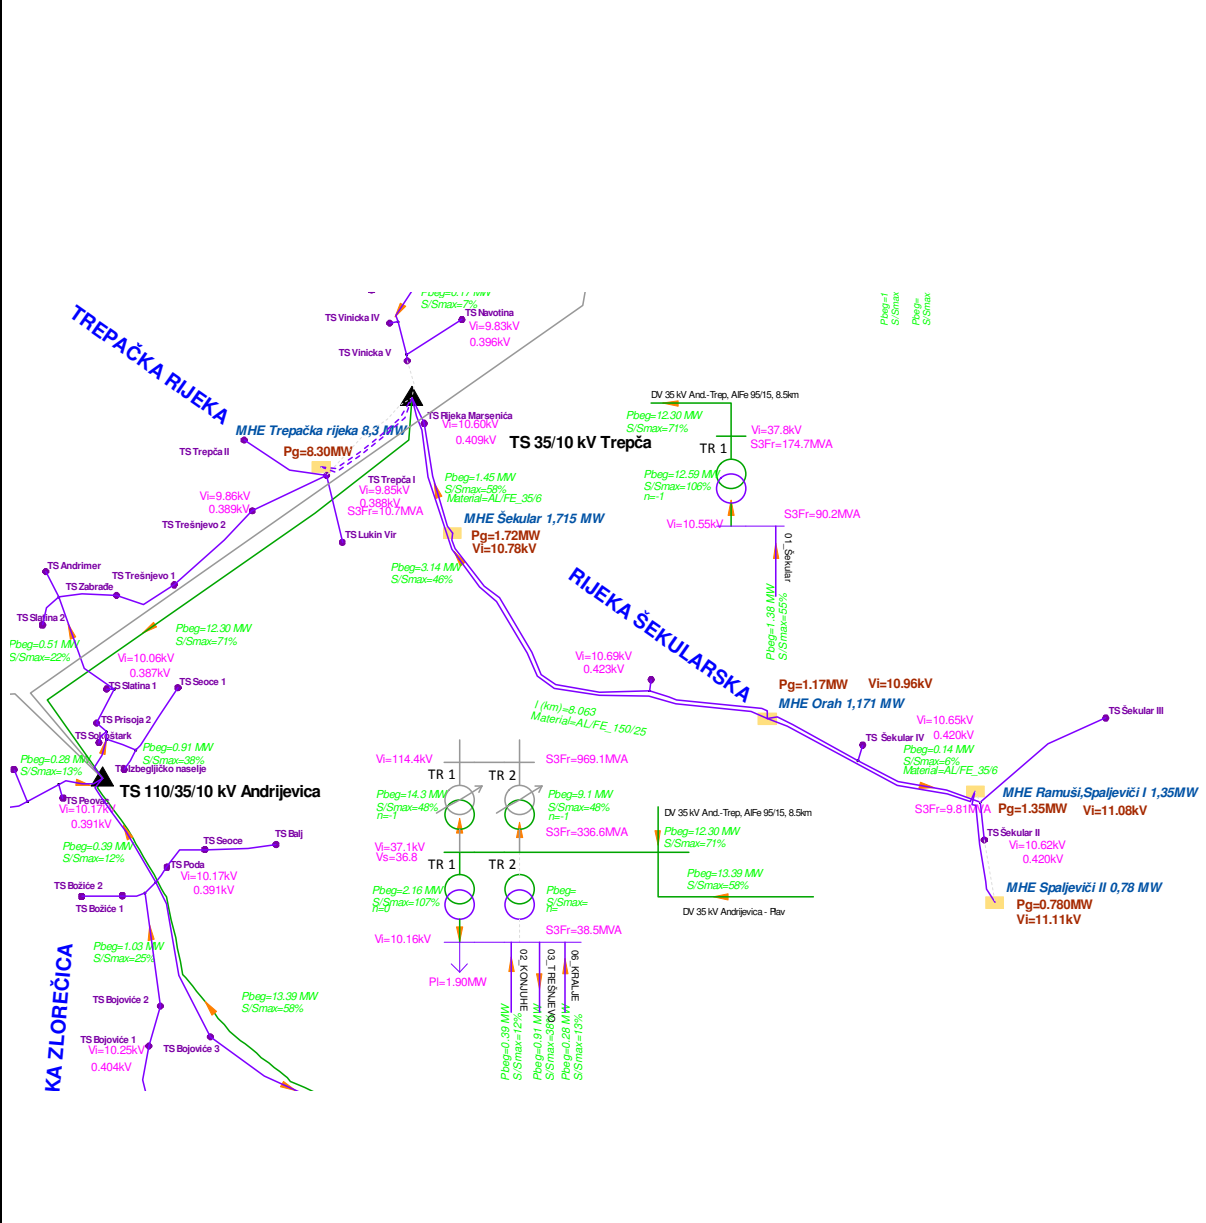 Pbeg=0.17 MW
S/Smax=7%
TS Vinicka IV
TS Navotina
Vi=9.83kV
0.396kV
TS Vinicka V
Pbeg=
S/Smax
Pbeg=
S/Smax
TREPAČKA RIJEKA
MHE Trepačka rijeka 8,3 MW
Pg=8.30MW
TS Trepča II
TS Rijeka Marsenića
Vi=10.60kV
0.409kV
TS 35/10 kV Trepča
DV 35 kV And.-Trep, AlFe 95/15, 8.5km
Pbeg=12.30 MW
S/Smax=71%
Vi=37.8kV
S3Fr=174.7MVA
TR 1
Pbeg=12.59 MW
S/Smax=106%
n=-1
S3Fr=90.2MVA
Vi=10.55kV
01_Šekular
Pbeg=1.38 MW
S/Smax=55%
TS Trepča I
Vi=9.85kV
0.388kV
S3Fr=10.7MVA
Vi=9.86kV
0.389kV
TS Trešnjevo 2
TS Lukin Vir
Pbeg=1.45 MW
S/Smax=58%
Material=AL/FE_35/6
MHE Šekular 1,715 MW
Pg=1.72MW
Vi=10.78kV
Pbeg=3.14 MW
S/Smax=46%
RIJEKA ŠEKULARSKA
TS Andrimer
TS Zabrađe
TS Trešnjevo 1
TS Slatina 2
Pbeg=0.51 MW
S/Smax=22%
Pbeg=12.30 MW
S/Smax=71%
Vi=10.06kV
0.387kV
TS Slatina 1
TS Seoce 1
TS Prisoja 2
TS Sokoštark
Pbeg=0.91 MW
S/Smax=38%
Pbeg=0.28 MW
S/Smax=13%
TS Izbegljičko naselje
TS 110/35/10 kV Andrijevica
TS Peovac
Vi=10.17kV
0.391kV
Pbeg=0.39 MW
S/Smax=12%
TS Seoce
TS Balj
TS Poda
Vi=10.17kV
0.391kV
TS Božiće 2
TS Božiće 1
Pbeg=1.03 MW
S/Smax=25%
KA ZLOREČICA
TS Bojoviće 2
Pbeg=13.39 MW
S/Smax=58%
TS Bojoviće 1
Vi=10.25kV
0.404kV
TS Bojoviće 3
Vi=10.69kV
0.423kV
l (km)=8.063
Material=AL/FE_150/25
Pg=1.17MW
Vi=10.96kV
MHE Orah 1,171 MW
Vi=10.65kV
0.420kV
TS Šekular IV
TS Šekular III
Pbeg=0.14 MW
S/Smax=6%
Material=AL/FE_35/6
MHE Ramuši,Spaljevići I 1,35MW
S3Fr=9.81MVA
Pg=1.35MW
Vi=11.08kV
TS Šekular II
Vi=10.62kV
0.420kV
MHE Spaljevići II 0,78 MW
Pg=0.780MW
Vi=11.11kV
Vi=114.4kV
S3Fr=969.1MVA
TR 1
TR 2
Pbeg=14.3 MW
S/Smax=48%
n=-1
Pbeg=9.1 MW
S/Smax=48%
n=-1
S3Fr=336.6MVA
Vi=37.1kV
Vs=36.8
TR 1
TR 2
DV 35 kV And.-Trep, AlFe 95/15, 8.5km
Pbeg=12.30 MW
S/Smax=71%
Pbeg=13.39 MW
S/Smax=58%
DV 35 kV Andrijevica - Plav
Pbeg=2.16 MW
S/Smax=107%
n=0
Pbeg=
S/Smax=
n=
S3Fr=38.5MVA
Vi=10.16kV
Pl=1.90MW
02_KONJUHE
03_TREŠNJEVO
06_KRALJE
Pbeg=0.39 MW
S/Smax=12%
Pbeg=0.91 MW
S/Smax=38%
Pbeg=0.28 MW
S/Smax=13%